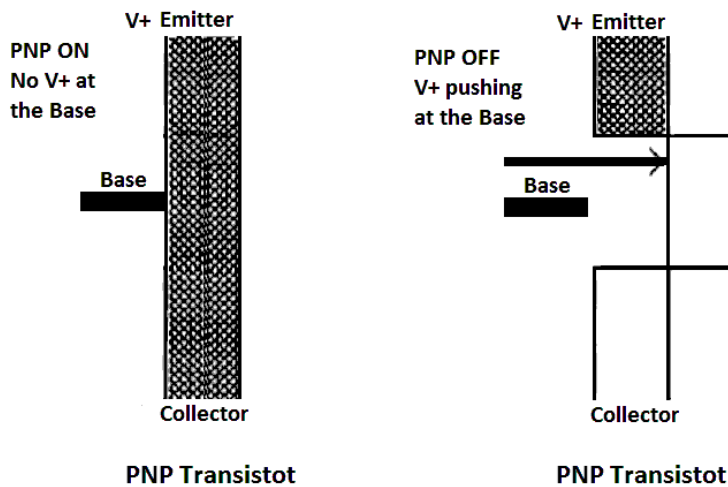 V+ Emitter
PNP ON
No V+ at
the Base
Base
Collector
PNP Transistot
V+ Emitter
PNP OFF
V+ pushing
at the Base
Base
Collector
PNP Transistot